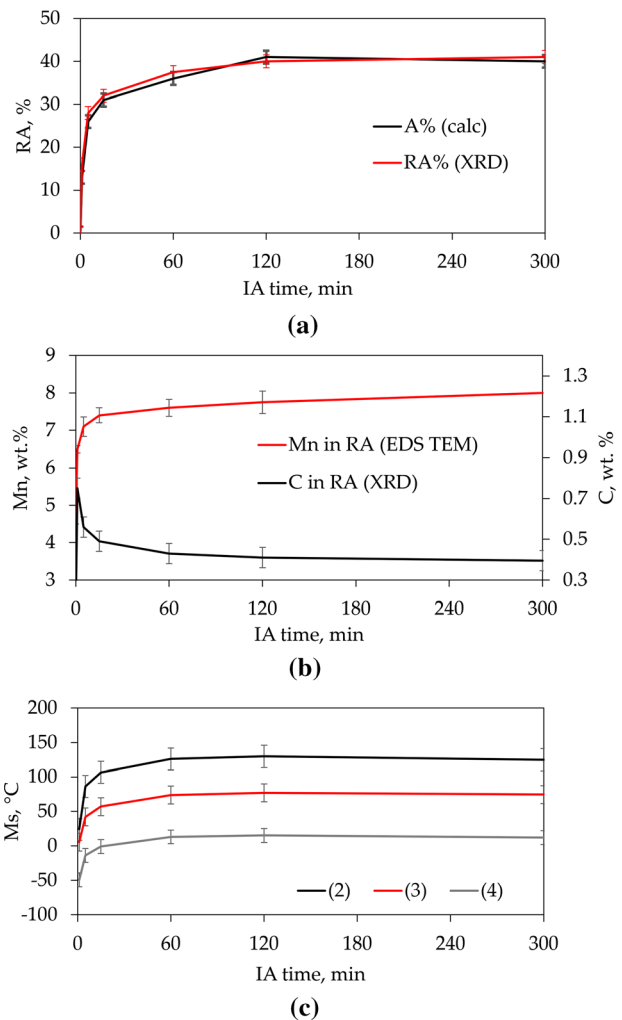 50
40
30
20
10
0
RA, %
A% (calc)
RA% (XRD)
0 60 120 180 240 300
IA time, min
(a)
9
8
7
6
5
4
3
Mn, wt.%
1.3
1.1
0.9
0.7
0.5
0.3
C, wt. %
Mn in RA (EDS TEM)
C in RA (XRD)
0 60 120 180 240 300
IA time, min
(b)
200
150
100
50
0
-50
-100
Ms, °C
(2) (3) (4)
0 60 120 180 240 300
IA time, min
(c)